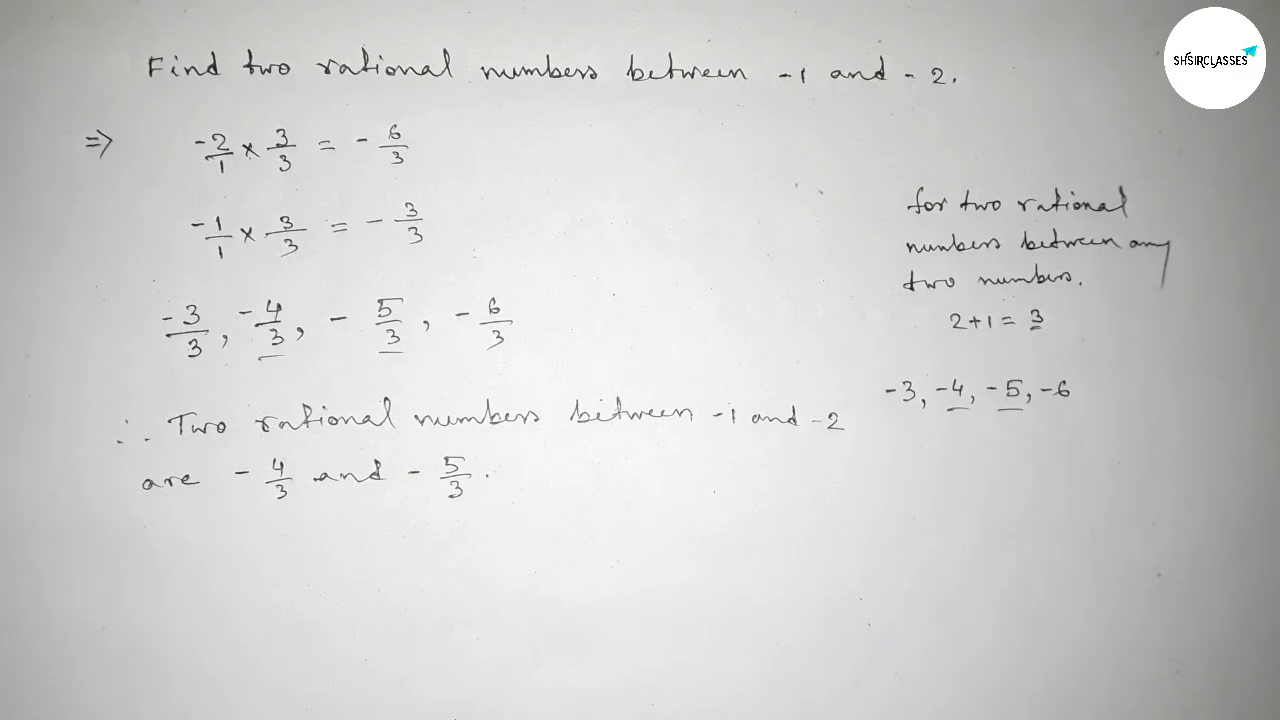 SHSIRCLASSES
Find two rational numbers between -1 and -2.
=> -2/1 × 3/3 = - 6/3
-1/1 × 3/3 = - 3/3
-3/3, -4/3, - 5/3, - 6/3
∴ Two rational numbers between -1 and -2
are - 4/3 and - 5/3.
for two rational
numbers between any
two numbers.
2+1 = 3
-3, -4, -5, -6